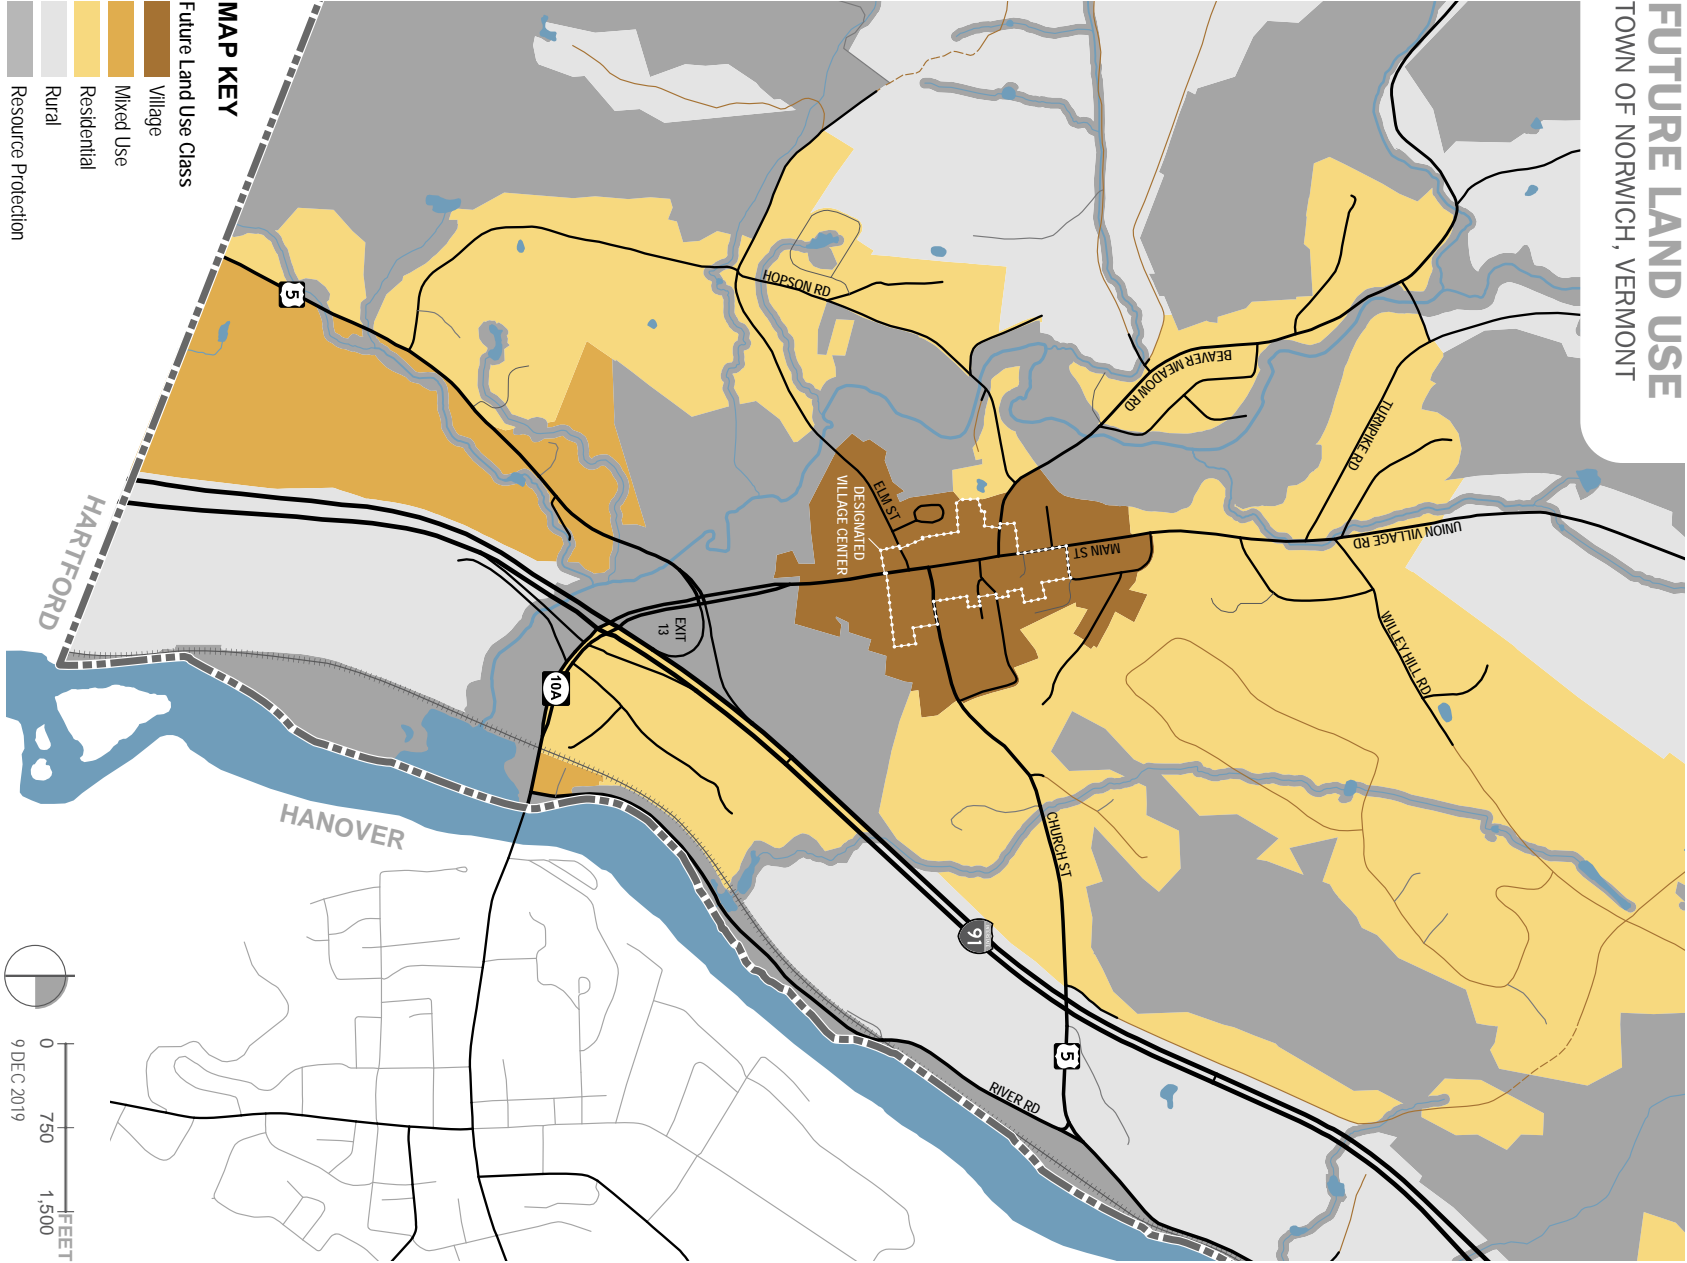 FUTURE LAND USE
TOWN OF NORWICH, VERMONT
BEAVER MEADOW RD
TURNPIKE RD
UNION VILLAGE RD
WILLEY HILL RD
HOPSON RD
ELM ST
DESIGNATED
VILLAGE CENTER
MAIN ST
CHURCH ST
EXIT
13
10A
5
91
5
RIVER RD
HARTFORD
HANOVER
MAP KEY
Future Land Use Class
Village
Mixed Use
Residential
Rural
Resource Protection
0 750 1,500
FEET
9 DEC 2019